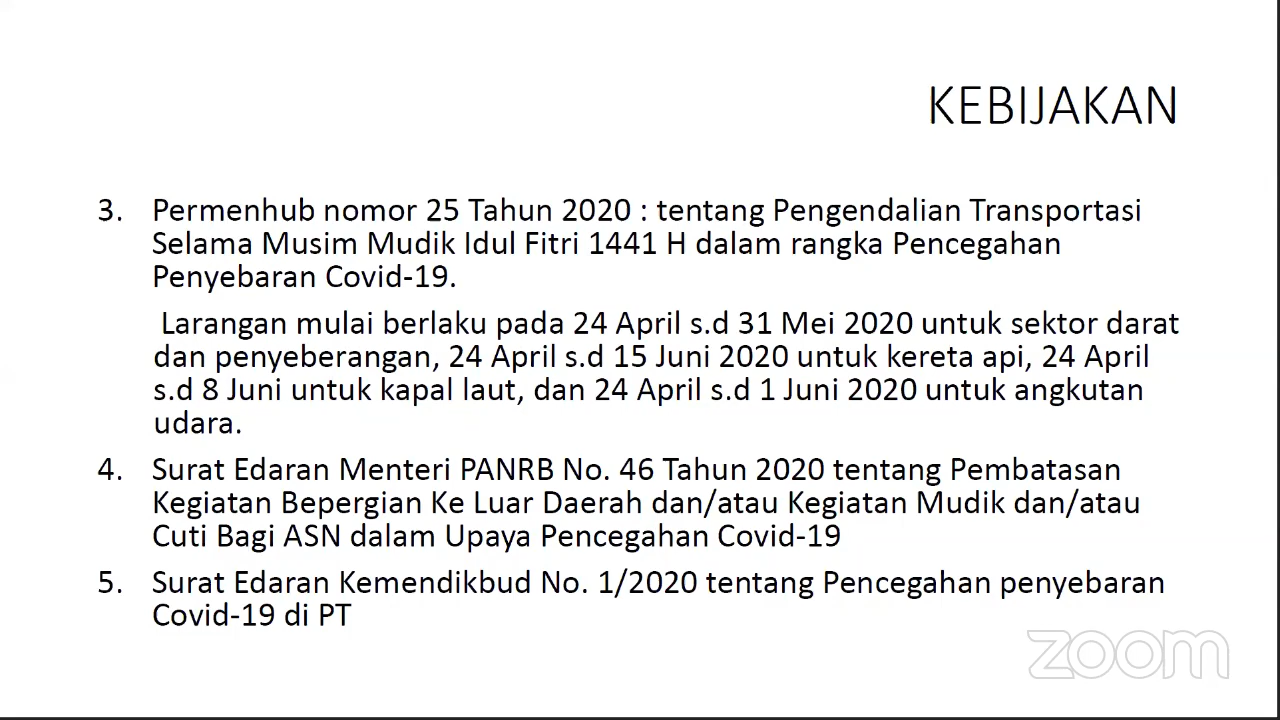 KEBIJAKAN
3. Permenhub nomor 25 Tahun 2020 : tentang Pengendalian Transportasi
Selama Musim Mudik Idul Fitri 1441 H dalam rangka Pencegahan
Penyebaran Covid-19.
Larangan mulai berlaku pada 24 April s.d 31 Mei 2020 untuk sektor darat
dan penyeberangan, 24 April s.d 15 Juni 2020 untuk kereta api, 24 April
s.d 8 Juni untuk kapal laut, dan 24 April s.d 1 Juni 2020 untuk angkutan
udara.
4. Surat Edaran Menteri PANRB No. 46 Tahun 2020 tentang Pembatasan
Kegiatan Bepergian Ke Luar Daerah dan/atau Kegiatan Mudik dan/atau
Cuti Bagi ASN dalam Upaya Pencegahan Covid-19
5. Surat Edaran Kemendikbud No. 1/2020 tentang Pencegahan penyebaran
Covid-19 di PT
zoom